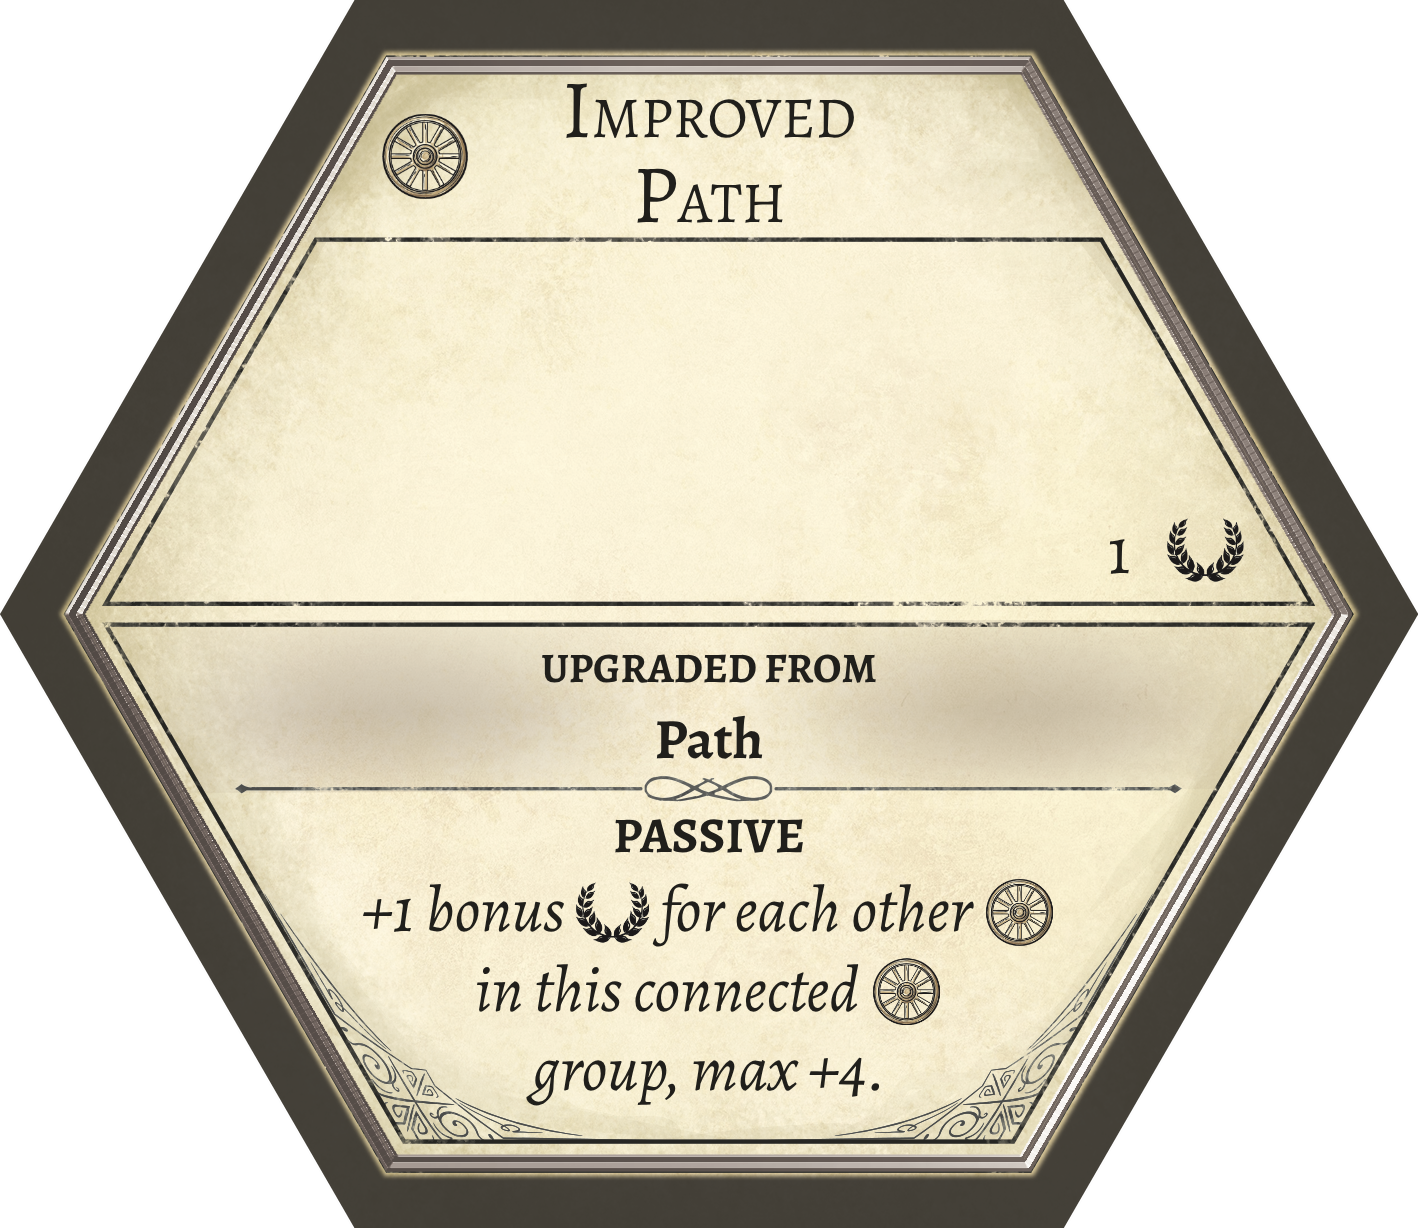 Improved
Path
1
UPGRADED FROM
Path
PASSIVE
+1 bonus for each other
in this connected
group, max +4.